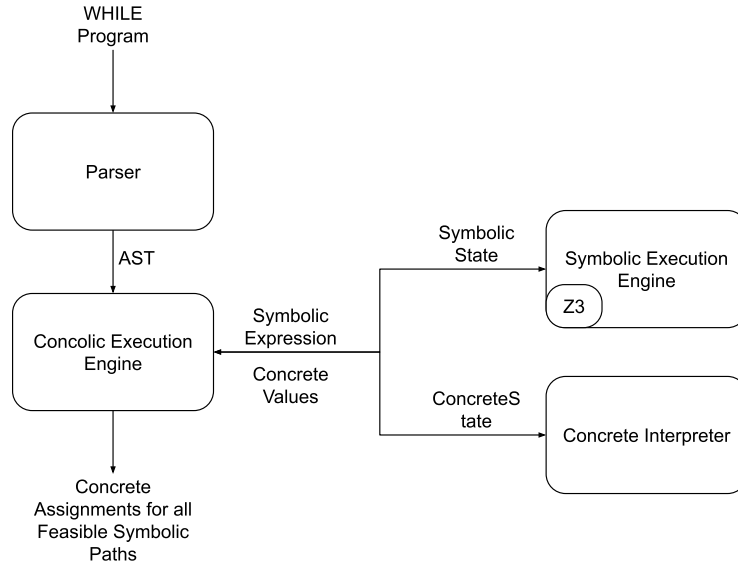 WHILE
Program
Parser
AST
Concolic Execution
Engine
Symbolic
Expression
Concrete
Values
Symbolic
State
Symbolic Execution
Engine
Z3
ConcreteS
tate
Concrete Interpreter
Concrete
Assignments for all
Feasible Symbolic
Paths